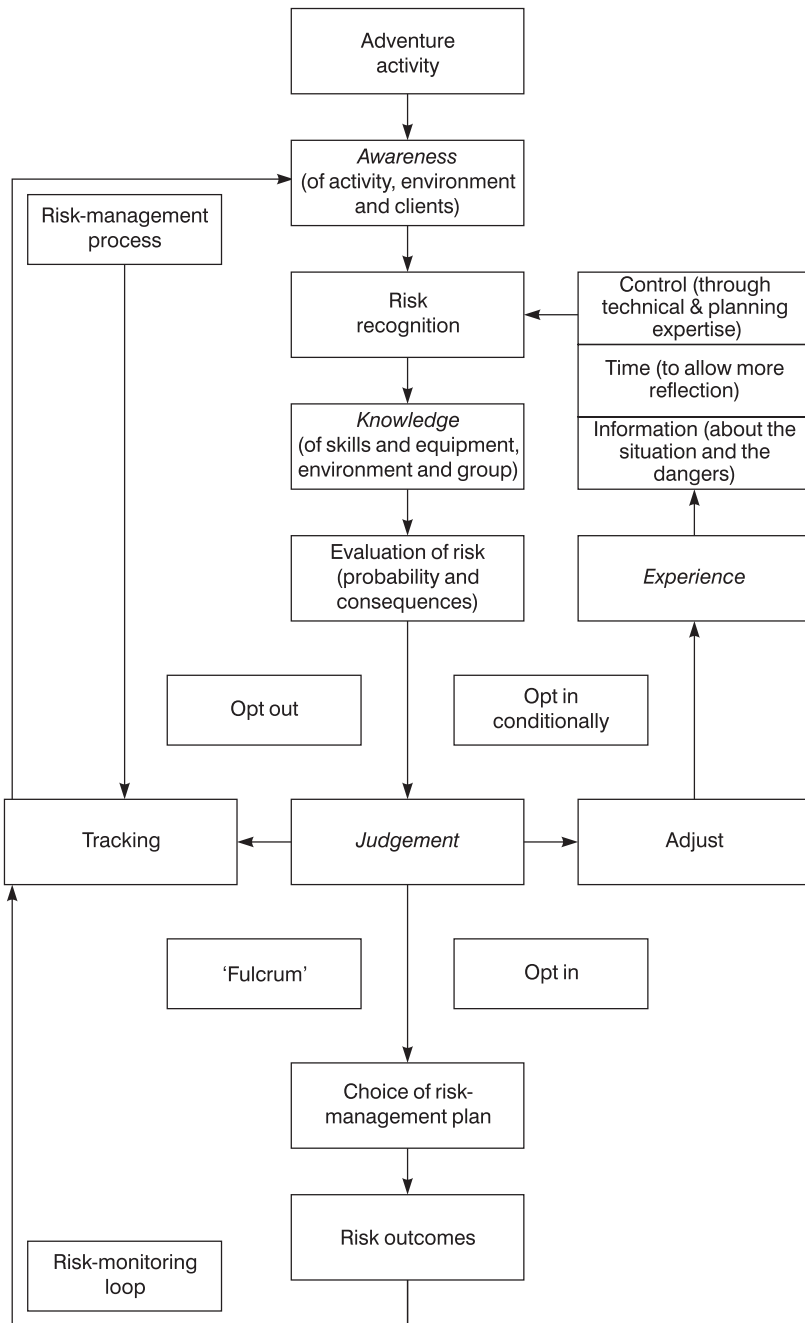 Adventure
activity
Awareness
(of activity, environment
and clients)
Risk-management
process
Risk
recognition
Control (through
technical & planning
expertise)
Time (to allow more
reflection)
Knowledge
(of skills and equipment,
environment and group)
Information (about the
situation and the
dangers)
Evaluation of risk
(probability and
consequences)
Experience
Opt out
Opt in
conditionally
Tracking
Judgement
Adjust
‘Fulcrum’
Opt in
Choice of risk-
management plan
Risk outcomes
Risk-monitoring
loop